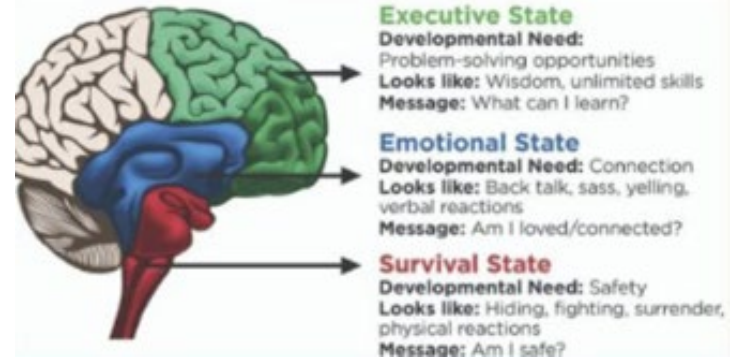 Executive State
Developmental Need:
Problem-solving opportunities
Looks like: Wisdom, unlimited skills
Message: What can I learn?
Emotional State
Developmental Need: Connection
Looks like: Back talk, sass, yelling,
verbal reactions
Message: Am I loved/connected?
Survival State
Developmental Need: Safety
Looks like: Hiding, fighting, surrender,
physical reactions
Message: Am I safe?